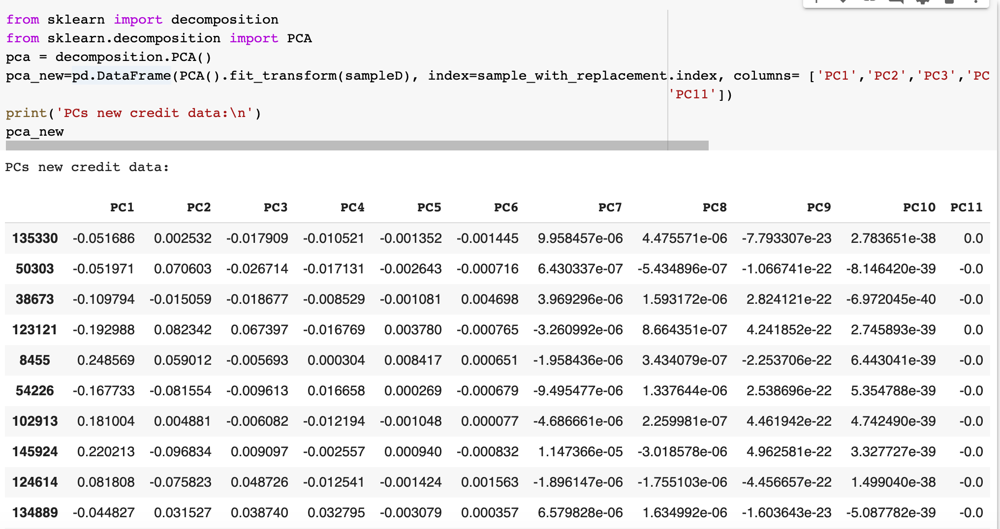 from sklearn import decomposition
from sklearn.decomposition import PCA
pca = decomposition.PCA()
pca_new=pd.DataFrame(PCA().fit_transform(sampleD), index=sample_with_replacement.index, columns= ['PC1','PC2','PC3','PC
'PC11'])
print('PCs new credit data:\n')
pca_new
PCs new credit data:
PC1 PC2 PC3 PC4 PC5 PC6 PC7 PC8 PC9 PC10 PC11
135330 -0.051686 0.002532 -0.017909 -0.010521 -0.001352 -0.001445 9.958457e-06 4.475571e-06 -7.793307e-23 2.783651e-38 0.0
50303 -0.051971 0.070603 -0.026714 -0.017131 -0.002643 -0.000716 6.430337e-07 -5.434896e-07 -1.066741e-22 -8.146420e-39 -0.0
38673 -0.109794 -0.015059 -0.018677 -0.008529 -0.001081 0.004698 3.969296e-06 1.593172e-06 2.824121e-22 -6.972045e-40 -0.0
123121 -0.192988 0.082342 0.067397 -0.016769 0.003780 -0.000765 -3.260992e-06 8.664351e-07 4.241852e-22 2.745893e-39 0.0
8455 0.248569 0.059012 -0.005693 0.000304 0.008417 0.000651 -1.958436e-06 3.434079e-07 -2.253706e-22 6.443041e-39 -0.0
54226 -0.167733 -0.081554 -0.009613 0.016658 0.000269 -0.000679 -9.495477e-06 1.337644e-06 2.538696e-22 5.354788e-39 -0.0
102913 0.181004 0.004881 -0.006082 -0.012194 -0.001048 0.000077 -4.686661e-06 2.259981e-07 4.461942e-22 4.742490e-39 -0.0
145924 0.220213 -0.096834 0.009097 -0.002557 0.000940 -0.000832 1.147366e-05 -3.018578e-06 4.962581e-22 3.327727e-39 -0.0
124614 0.081808 -0.075823 0.048726 -0.012541 -0.001424 0.001563 -1.896147e-06 -1.755103e-06 -4.456657e-22 1.499040e-38 -0.0
134889 -0.044827 0.031527 0.038740 0.032795 -0.003079 0.000357 6.579828e-06 1.634992e-06 -1.603643e-23 -5.087782e-39 -0.0